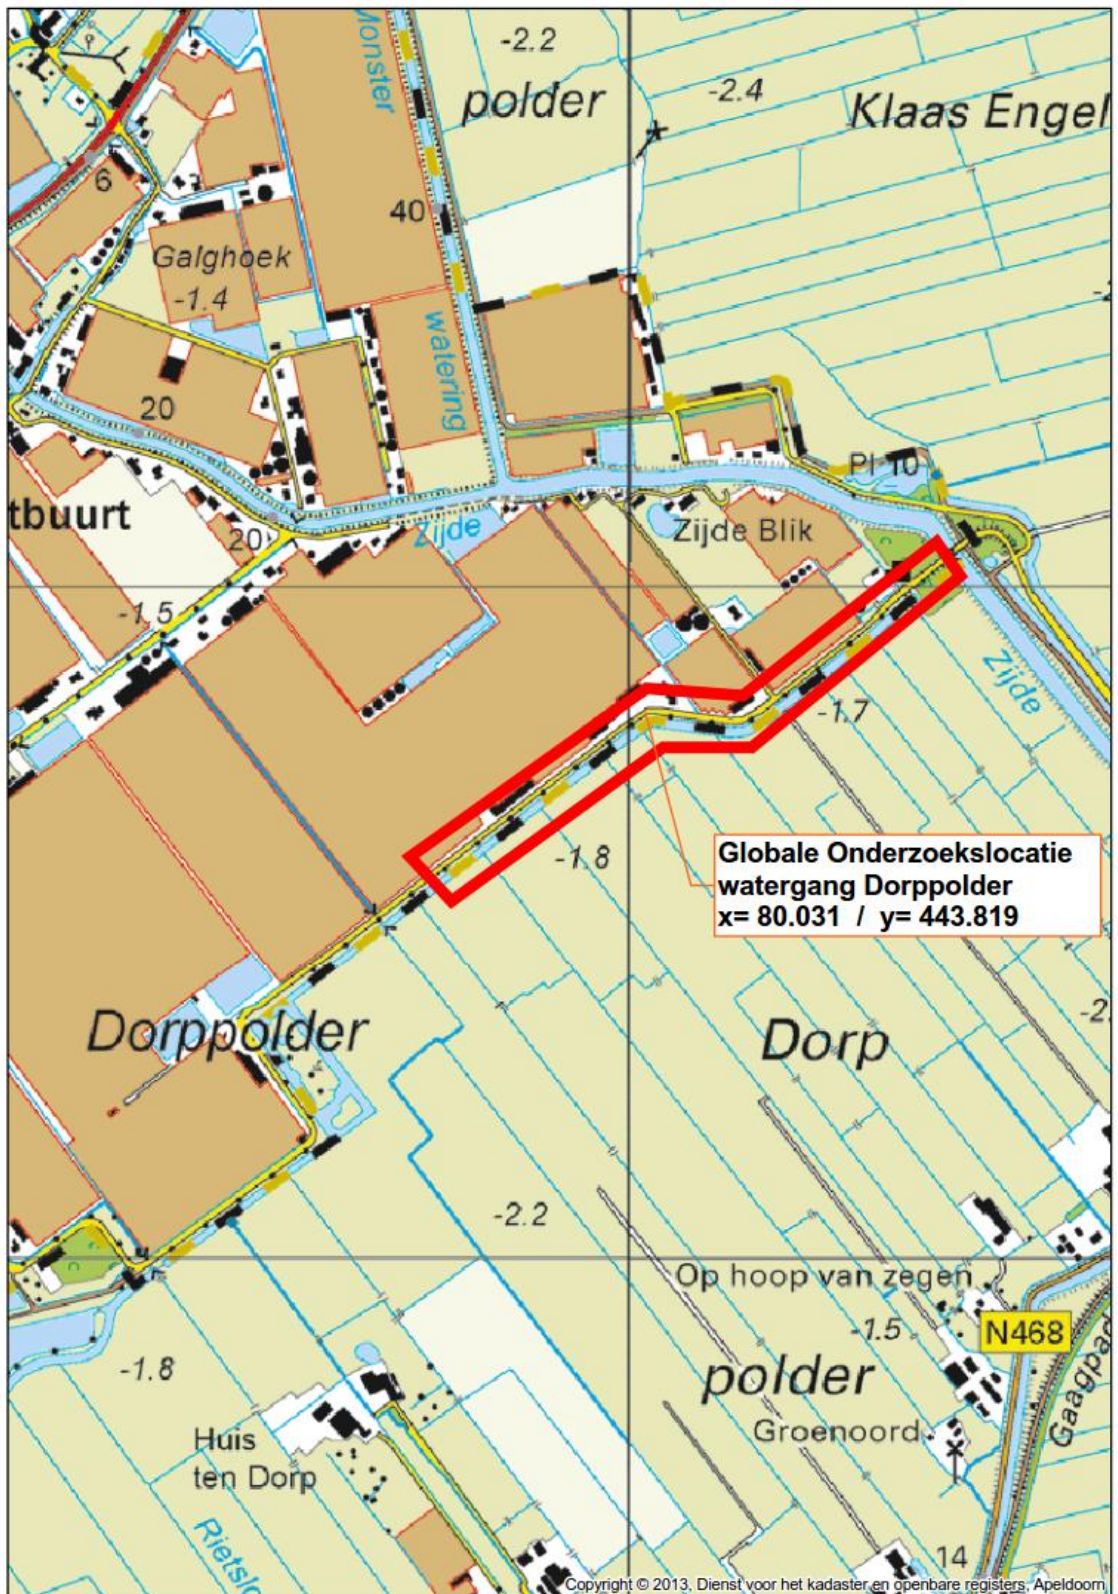 -2.2
Monster
polder
-2.4
Klaas Engel
6
40
Galghoek
-1.4
watering
20
Pl 10
tbuurt
Zijde
Zijde Blik
20
-1.5
Zijde
-1.7
-1.8
Globale Onderzoekslocatie
watergang Dorppolder
x= 80.031 / y= 443.819
Dorppolder
Dorp
-2.2
Op hoop van zegen
-1.5
N468
-1.8
polder
Gaagpad
Groenoord
Huis
ten Dorp
Rietslo
14
Copyright © 2013, Dienst voor het kadaster en openbare registers, Apeldoorn